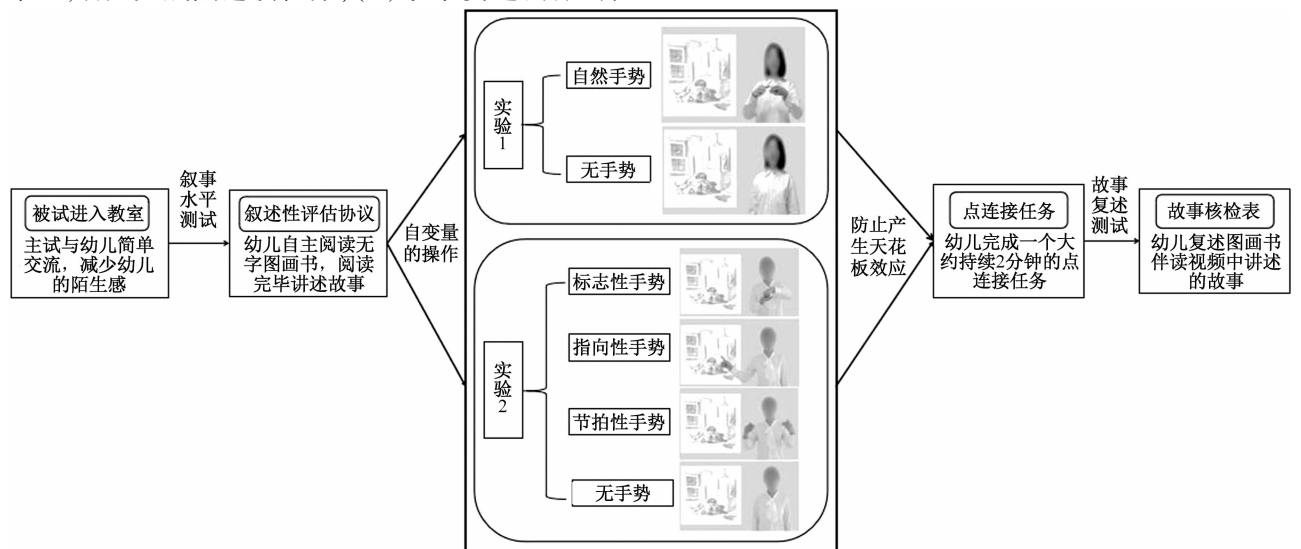 被试进入教室
主试与幼儿简单
交流，减少幼儿
的陌生感
叙事
水平
测试
叙述性评估协议
幼儿自主阅读无
字图画书，阅读
完毕讲述故事
自变量
的操作
实验1
自然手势
无手势
实验2
标志性手势
指向性手势
节拍性手势
无手势
防止产
生天花
板效应
点连接任务
幼儿完成一个大
约持续2分钟的点
连接任务
故事
复述
测试
故事核检表
幼儿复述图画书
伴读视频中讲述
的故事